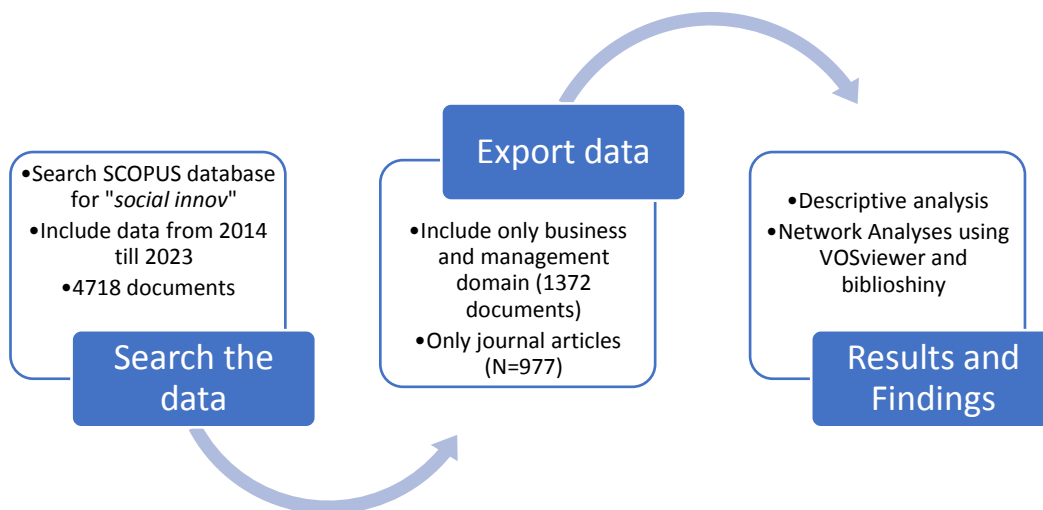 •Search SCOPUS database
for "social innov"
•Include data from 2014
till 2023
•4718 documents
Search the
data
Export data
•Include only business
and management
domain (1372
documents)
•Only journal articles
(N=977)
•Descriptive analysis
•Network Analyses using
VOSviewer and
biblioshiny
Results and
Findings